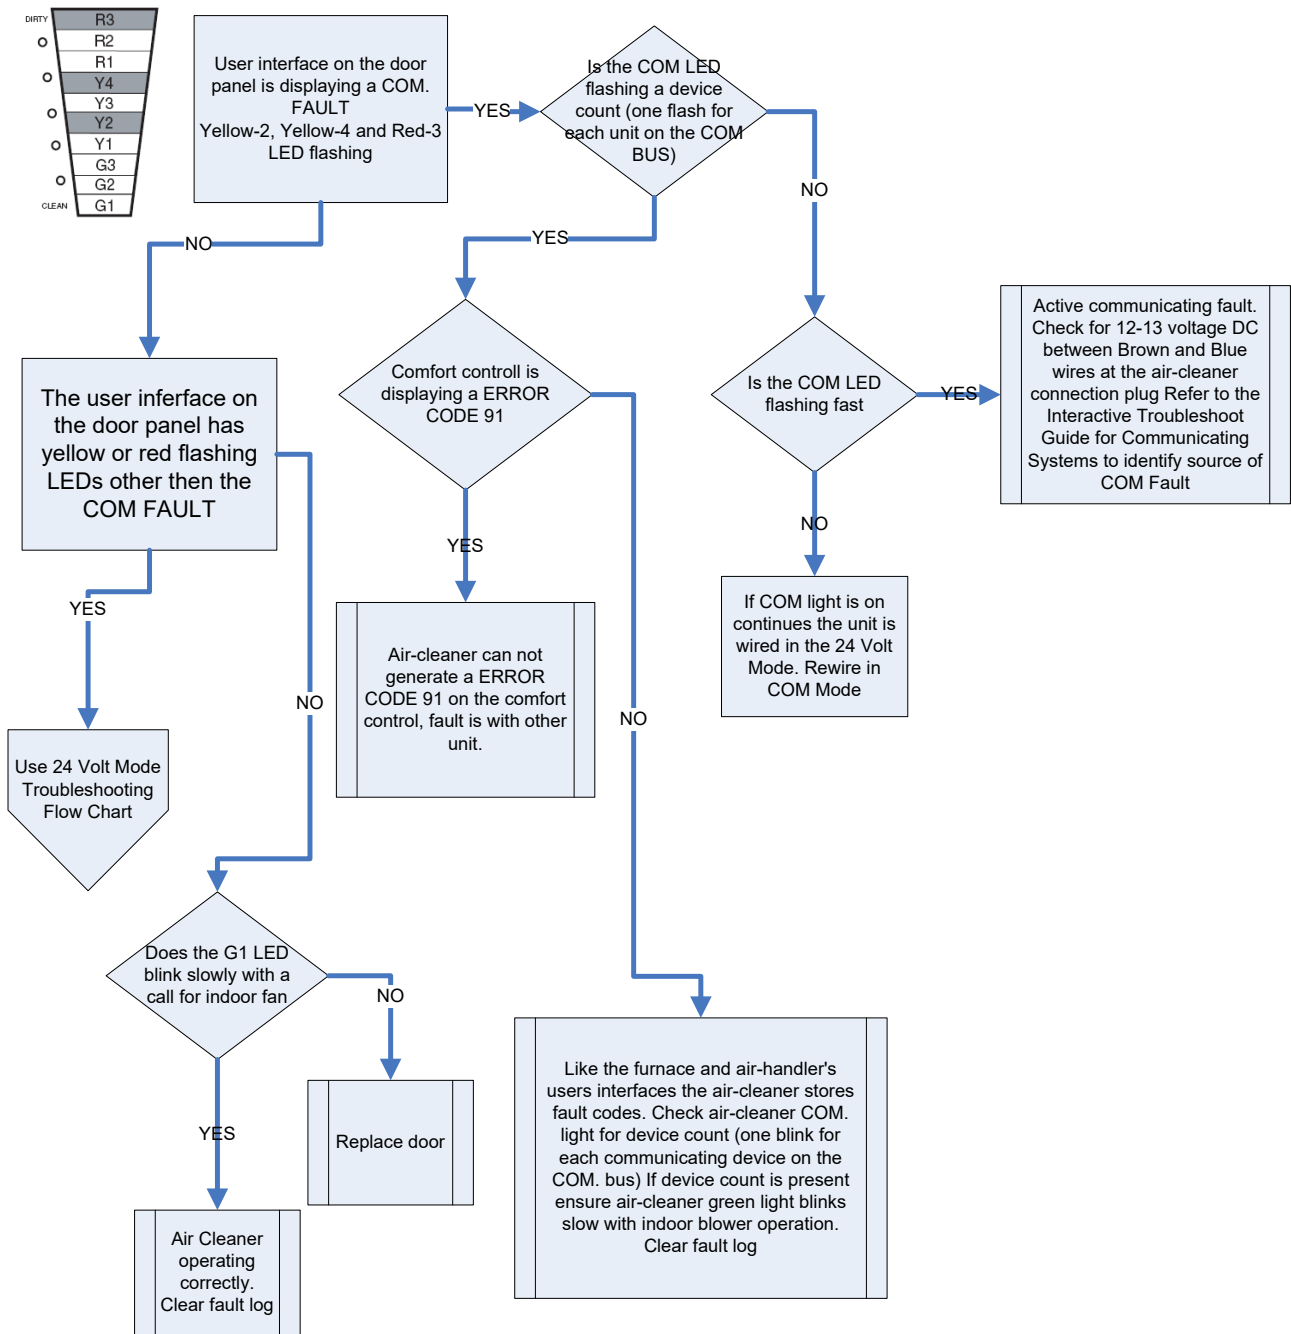 DIRTY
R3
R2
R1
Y4
Y3
Y2
Y1
G3
G2
CLEAN
G1
User interface on the door
panel is displaying a COM.
FAULT
Yellow-2, Yellow-4 and Red-3
LED flashing
YES
Is the COM LED
flashing a device
count (one flash for
each unit on the COM
BUS)
NO
YES
NO
The user inferface on
the door panel has
yellow or red flashing
LEDs other then the
COM FAULT
Comfort controll is
displaying a ERROR
CODE 91
Is the COM LED
flashing fast
YES
Active communicating fault.
Check for 12-13 voltage DC
between Brown and Blue
wires at the air-cleaner
connection plug Refer to the
Interactive Troubleshoot
Guide for Communicating
Systems to identify source of
COM Fault
YES
NO
YES
NO
NO
If COM light is on
continues the unit is
wired in the 24 Volt
Mode. Rewire in
COM Mode
Air-cleaner can not
generate a ERROR
CODE 91 on the comfort
control, fault is with other
unit.
Use 24 Volt Mode
Troubleshooting
Flow Chart
Does the G1 LED
blink slowly with a
call for indoor fan
NO
YES
Replace door
Like the furnace and air-handler's
users interfaces the air-cleaner stores
fault codes. Check air-cleaner COM.
light for device count (one blink for
each communicating device on the
COM. bus) If device count is present
ensure air-cleaner green light blinks
slow with indoor blower operation.
Clear fault log
Air Cleaner
operating
correctly.
Clear fault log